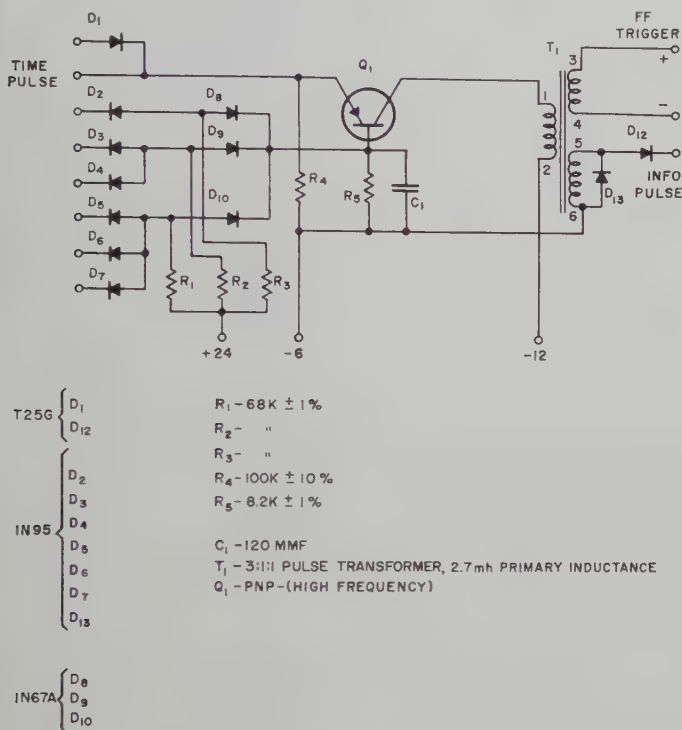 D1
TIME PULSE
D2
D3
D4
D5
D6
D7
D8
D9
D10
Q1
R4
R5
C1
R1
R2
R3
+24
-6
-12
T1
1
2
3
4
5
6
FF TRIGGER
+
-
D12
INFO PULSE
D13
T25G
D1
D12
IN95
D2
D3
D4
D5
D6
D7
D13
IN67A
D8
D9
D10
R1-68K ± 1%
R2- "
R3- "
R4-100K ± 10%
R5-8.2K ± 1%
C1-120 MMF
T1-3:1:1 PULSE TRANSFORMER, 2.7mh PRIMARY INDUCTANCE
Q1-PNP-(HIGH FREQUENCY)